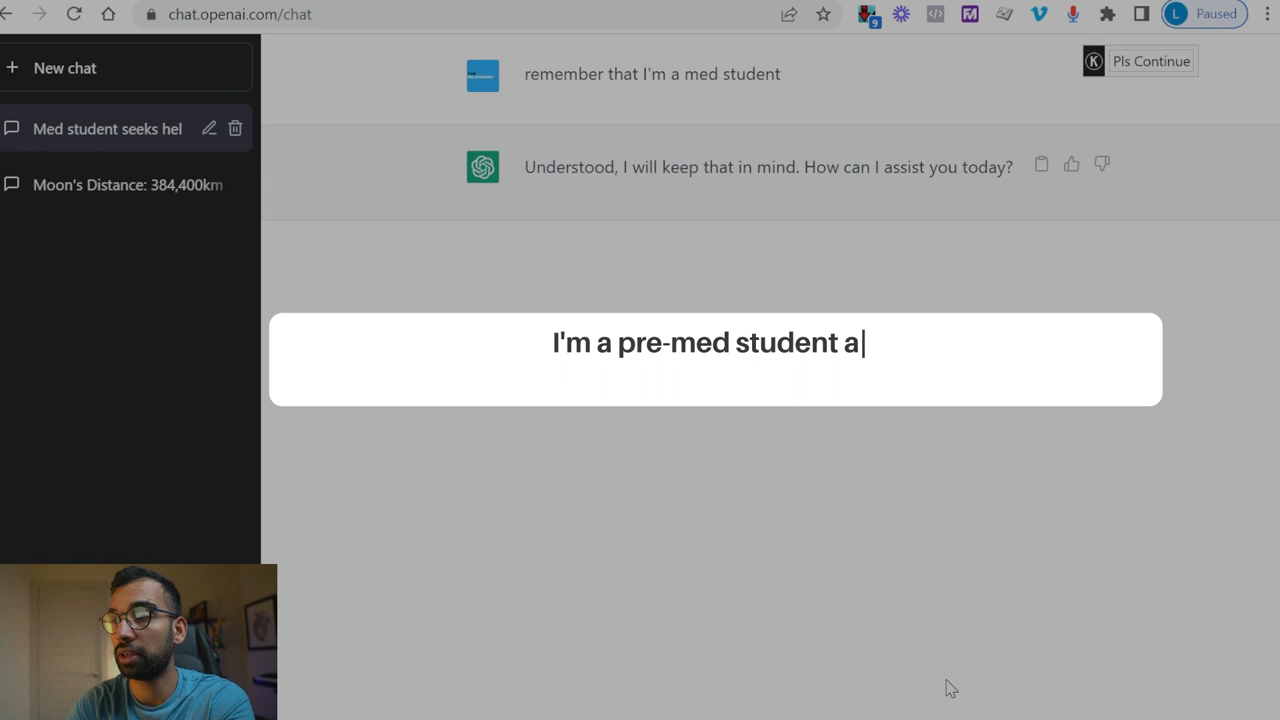 chat.openai.com/chat
9
L
Paused
New chat
Med student seeks hel
Moon's Distance: 384,400km
remember that I'm a med student
K
Pls Continue
Understood, I will keep that in mind. How can I assist you today?
I'm a pre-med student a